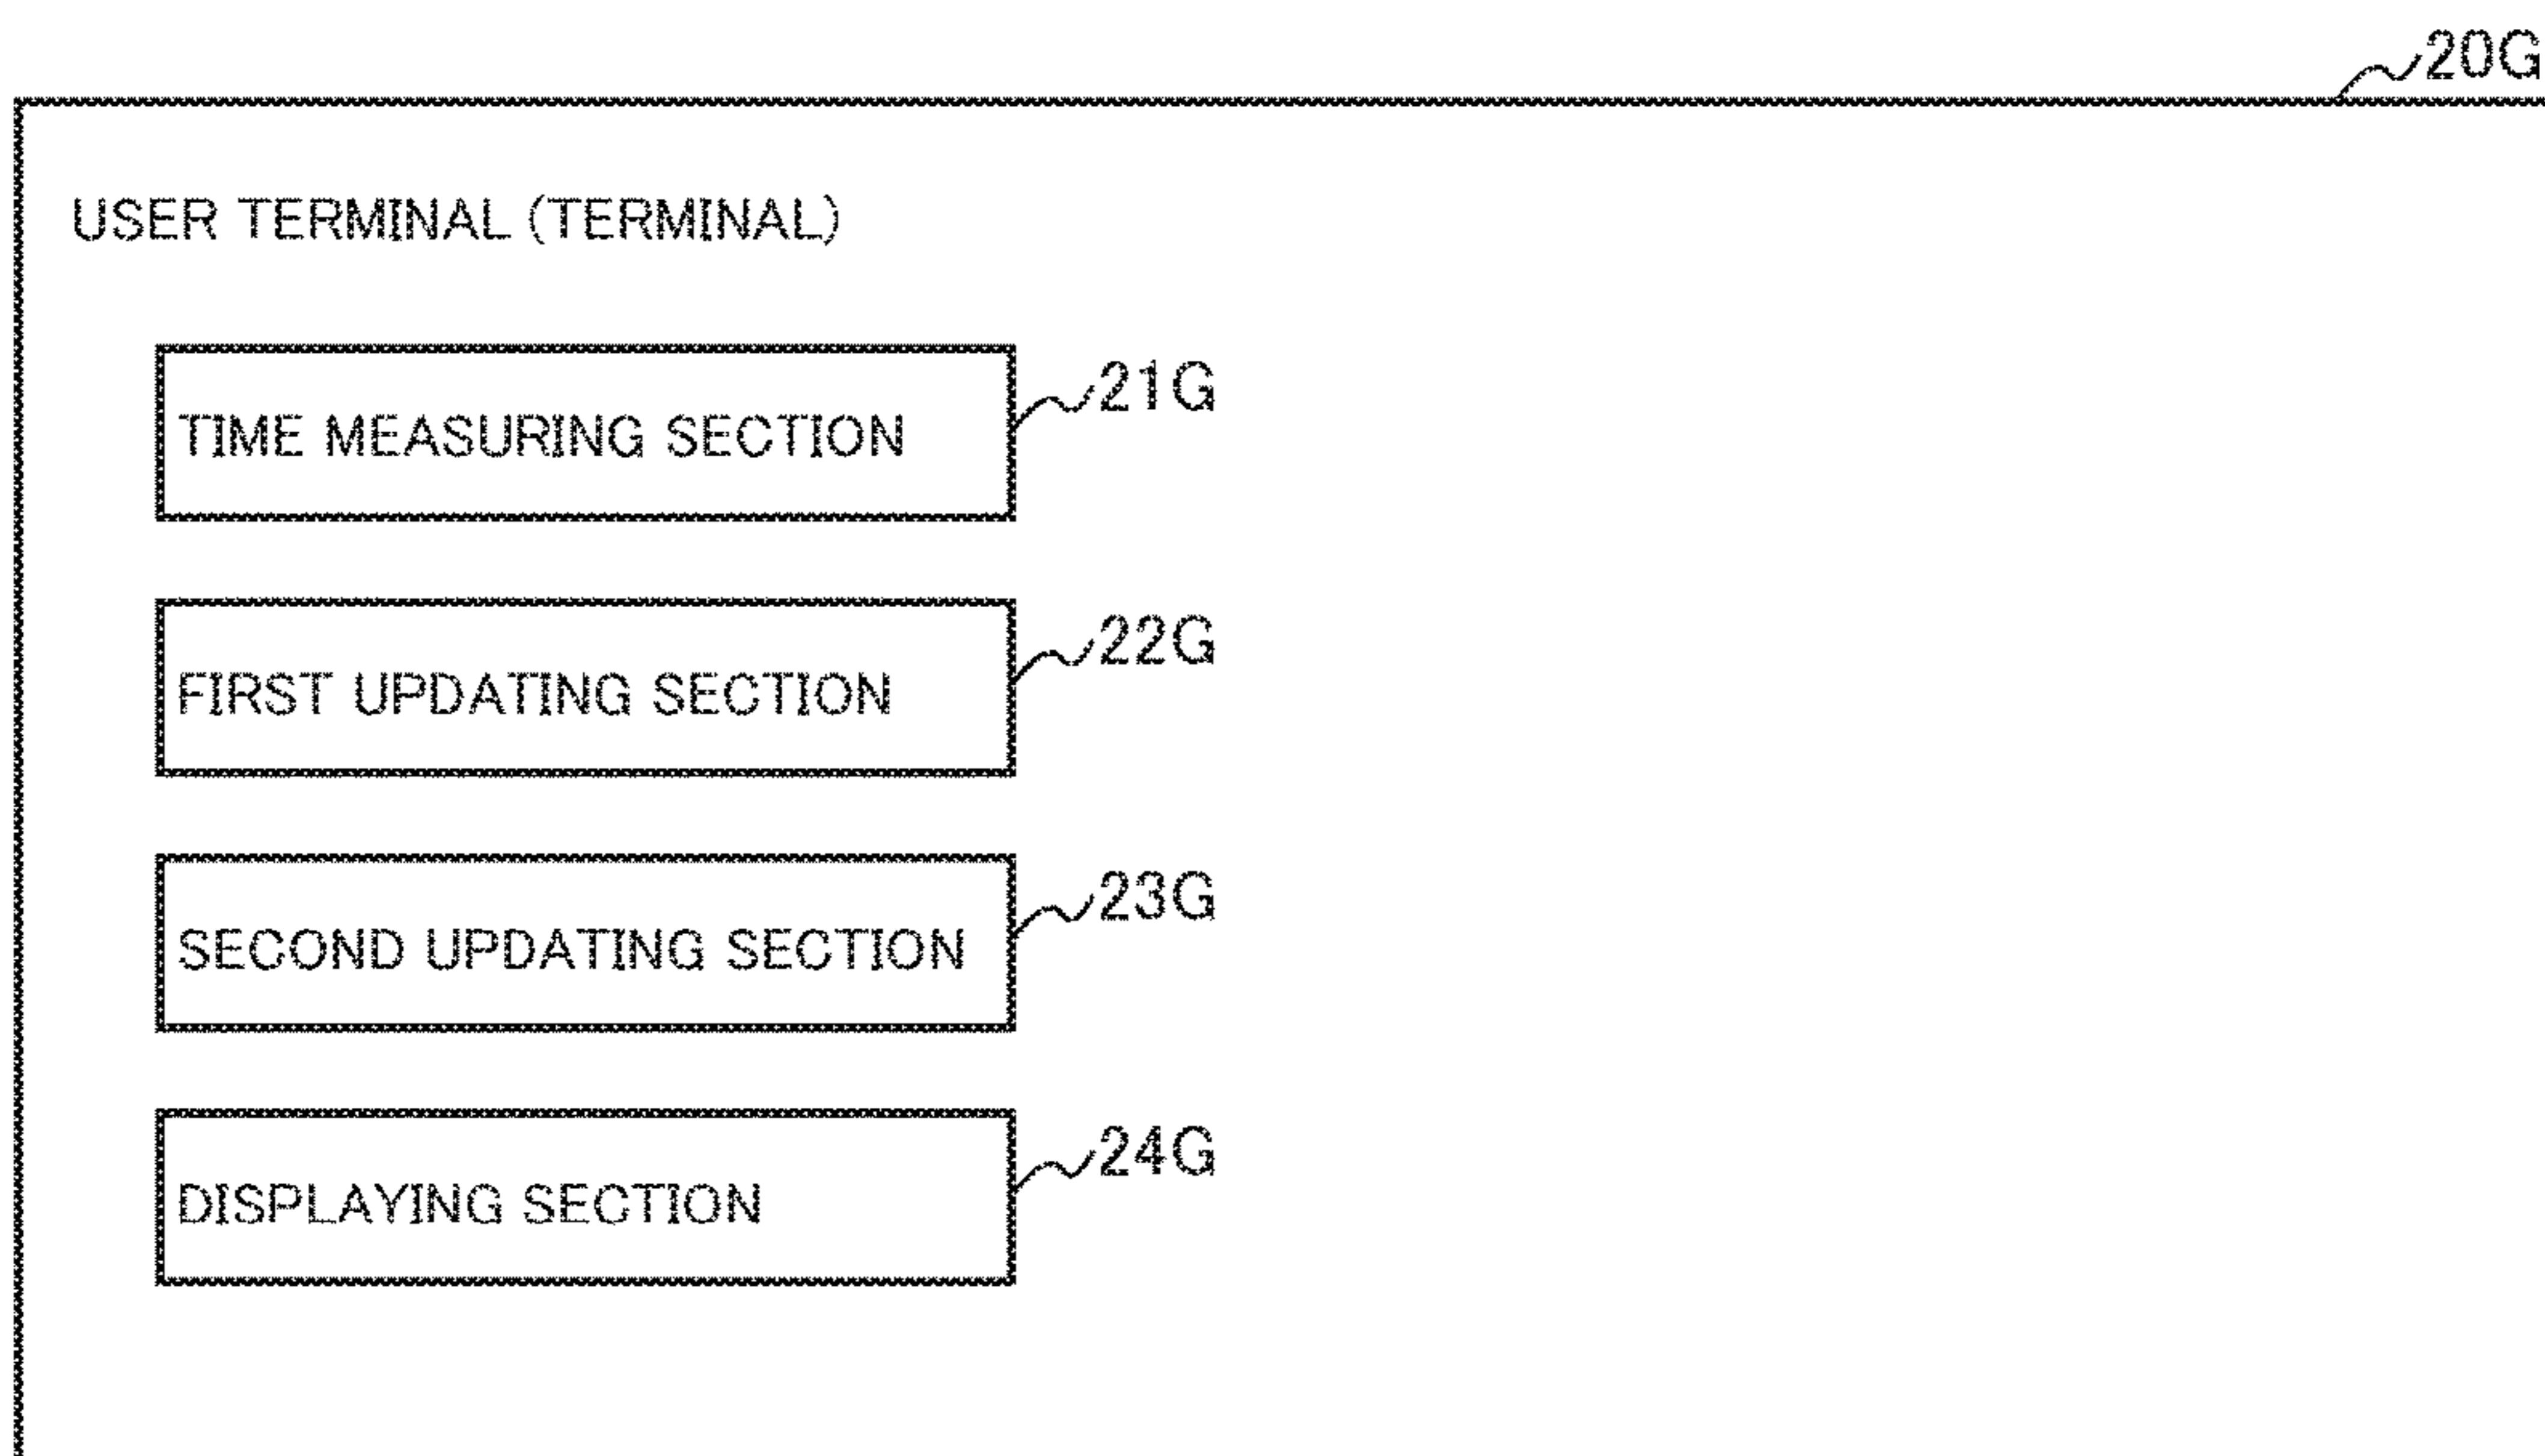 20G
USER TERMINAL (TERMINAL)
TIME MEASURING SECTION
21G
FIRST UPDATING SECTION
22G
SECOND UPDATING SECTION
23G
DISPLAYING SECTION
24G